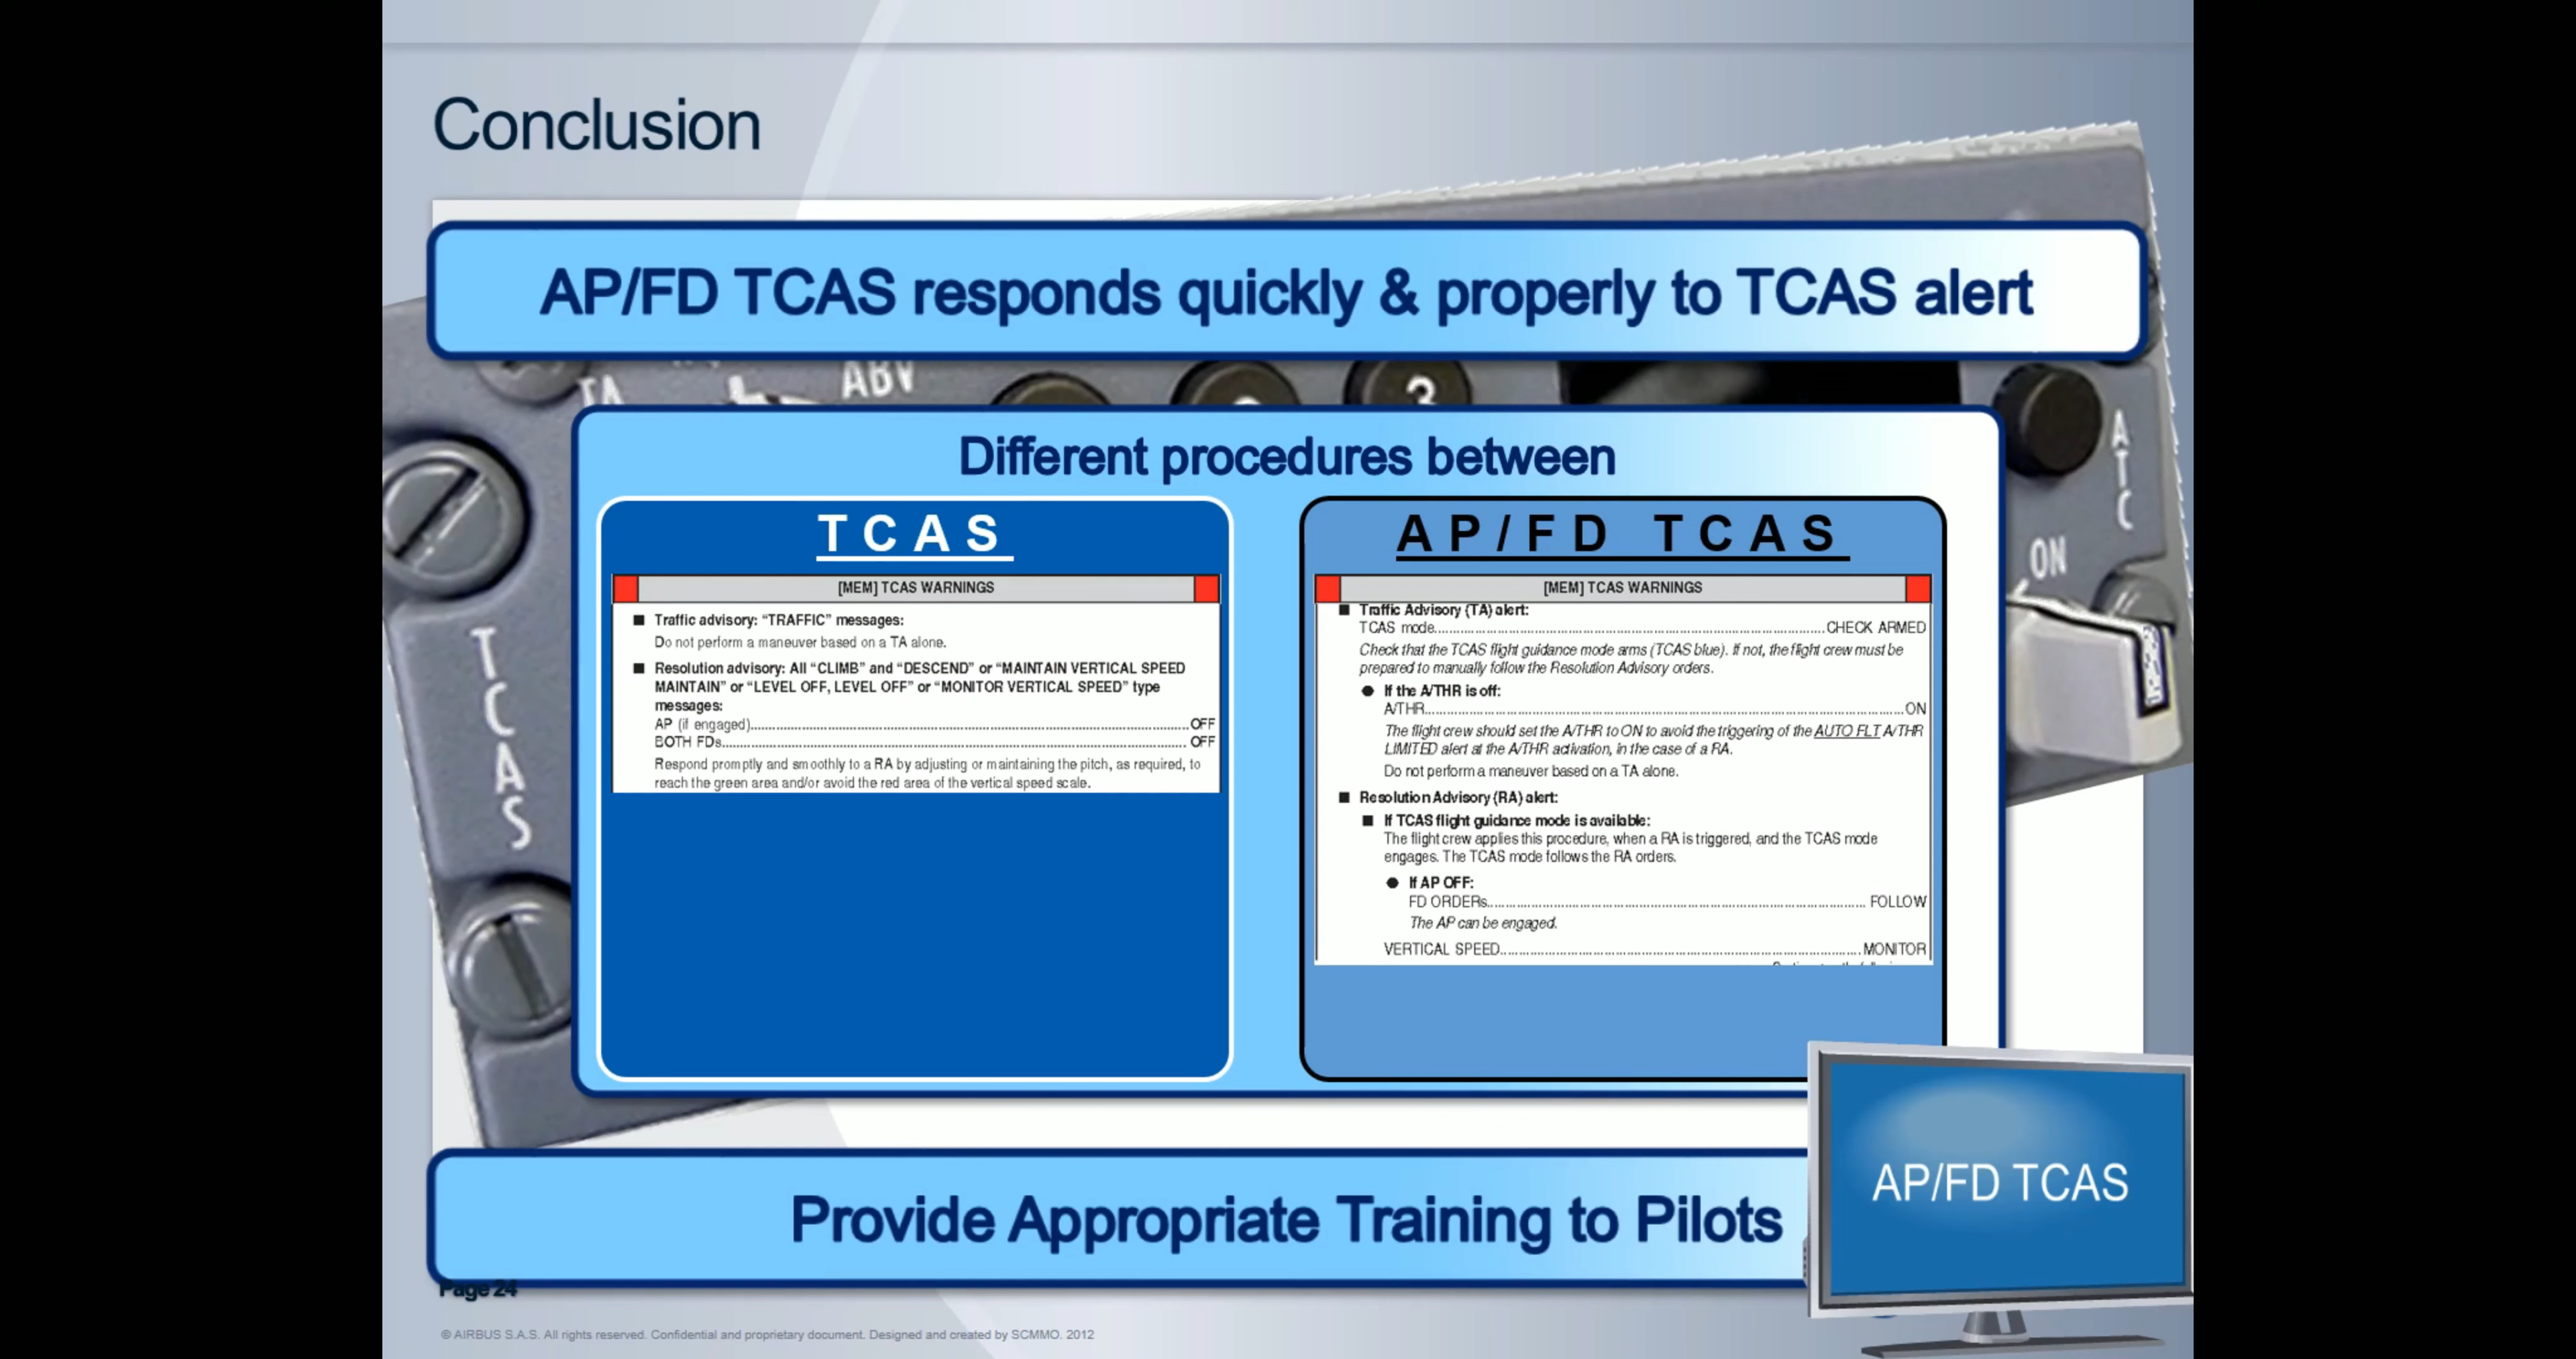 Conclusion
AP/FD TCAS responds quickly & properly to TCAS alert
TA
ABV
3
ATC
ON
TCAS
Different procedures between
TCAS
[MEM] TCAS WARNINGS
■ Traffic advisory: “TRAFFIC” messages:
Do not perform a maneuver based on a TA alone.
■ Resolution advisory: All “CLIMB” and “DESCEND” or “MAINTAIN VERTICAL SPEED
MAINTAIN” or “LEVEL OFF, LEVEL OFF” or “MONITOR VERTICAL SPEED” type
messages:
AP (if engaged)........OFF
BOTH FDs........OFF
Respond promptly and smoothly to a RA by adjusting or maintaining the pitch, as required, to
reach the green area and/or avoid the red area of the vertical speed scale.
AP/FD TCAS
[MEM] TCAS WARNINGS
■ Traffic Advisory (TA) alert:
TCAS mode........CHECK ARMED
Check that the TCAS flight guidance mode arms (TCAS blue). If not, the flight crew must be
prepared to manually follow the Resolution Advisory orders.
● If the A/THR is off:
A/THR........ON
The flight crew should set the A/THR to ON to avoid the triggering of the AUTO FLT A/THR
LIMITED alert at the A/THR activation, in the case of a RA.
Do not perform a maneuver based on a TA alone.
■ Resolution Advisory (RA) alert:
■ If TCAS flight guidance mode is available:
The flight crew applies this procedure, when a RA is triggered, and the TCAS mode
engages. The TCAS mode follows the RA orders.
● If AP OFF:
FD ORDERs........FOLLOW
The AP can be engaged.
VERTICAL SPEED........MONITOR
Provide Appropriate Training to Pilots
AP/FD TCAS
Page 24
© AIRBUS S.A.S. All rights reserved. Confidential and proprietary document. Designed and created by SCMMO. 2012